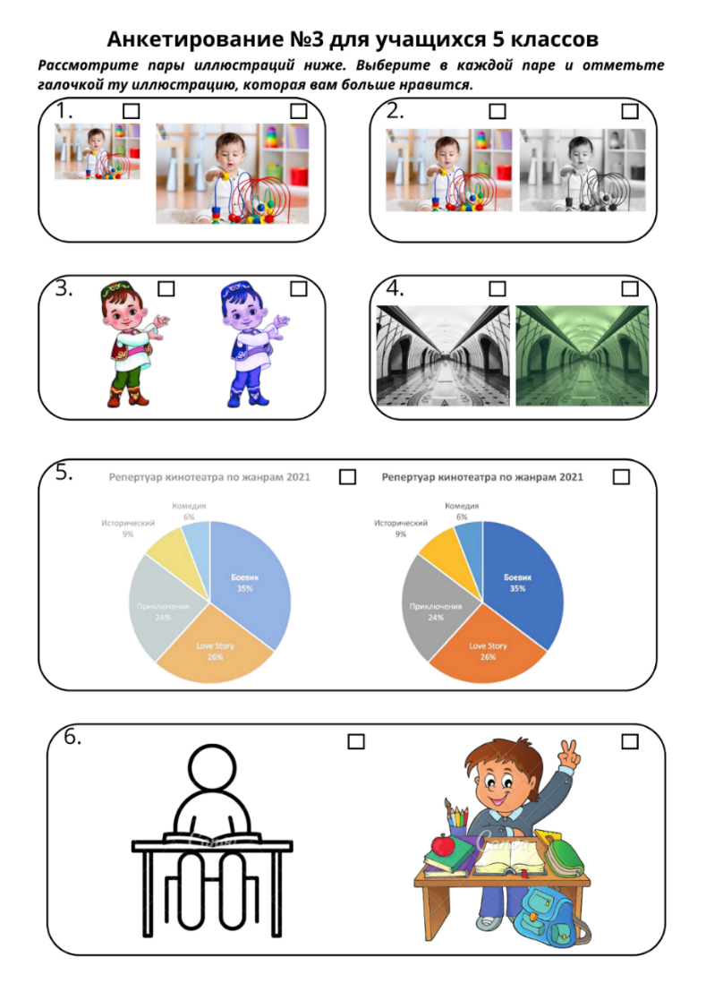 Анкетирование №3 для учащихся 5 классов
Рассмотрите пары иллюстраций ниже. Выберите в каждой паре и отметьте
галочкой ту иллюстрацию, которая вам больше нравится.
1.
2.
3.
4.
5.
Репертуар кинотеатра по жанрам 2021
Комедия
6%
Исторический
9%
Боевик
35%
Приключения
24%
Love Story
26%
Репертуар кинотеатра по жанрам 2021
Комедия
6%
Исторический
9%
Боевик
35%
Приключения
24%
Love Story
26%
6.
Canva
Canva